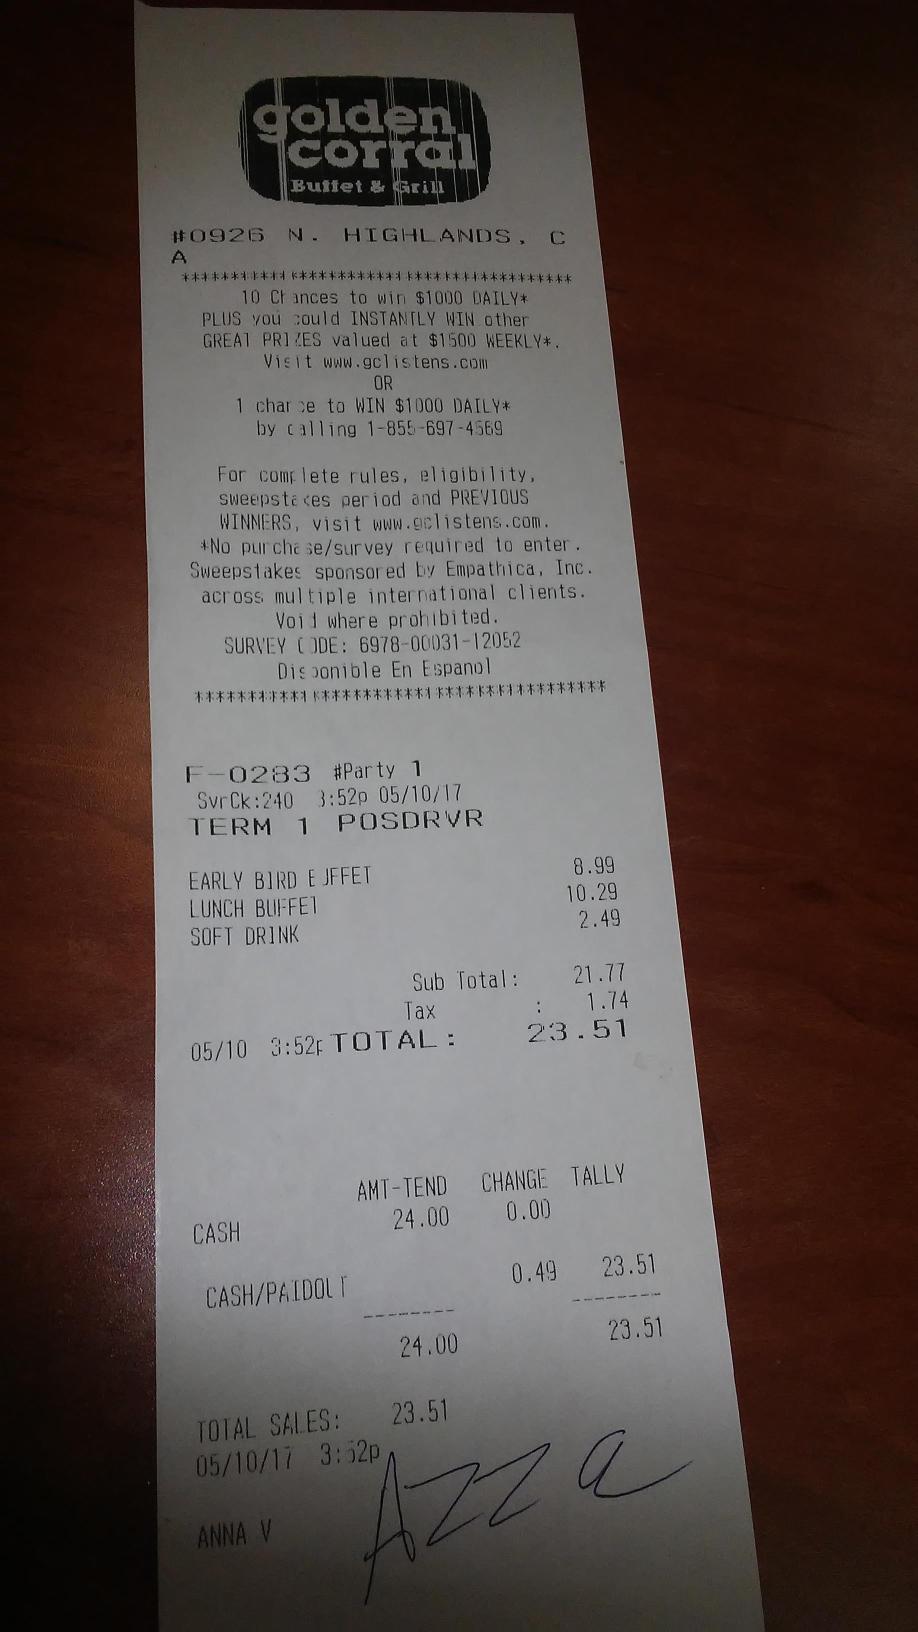 golden
corral
Buffet & Grill
#0926 N. HIGHLANDS, C
A
******************************************
10 Chances to win $1000 DAILY*
PLUS you could INSTANTLY WIN other
GREAT PRIZES valued at $1500 WEEKLY*.
Visit www.gclistens.com
OR
1 chance to WIN $1000 DAILY*
by calling 1-855-697-4569
For complete rules, eligibility,
sweepstakes period and PREVIOUS
WINNERS, visit www.gclistens.com.
*No purchase/survey required to enter.
Sweepstakes sponsored by Empathica, Inc.
across multiple international clients.
Void where prohibited.
SURVEY CODE: 6978-00031-12052
Disponible En Espanol
******************************************
F-0283 #Party 1
SvrCk:240 3:52p 05/10/17
TERM 1 POSDRVR
EARLY BIRD BUFFET 8.99
LUNCH BUFFET 10.29
SOFT DRINK 2.49
Sub Total: 21.77
Tax : 1.74
05/10 3:52p TOTAL: 23.51
AMT-TEND CHANGE TALLY
CASH 24.00 0.00
CASH/PAIDOUT 0.49 23.51
-------- --------
24.00 23.51
TOTAL SALES: 23.51
05/10/17 3:52p
ANNA V
Azza